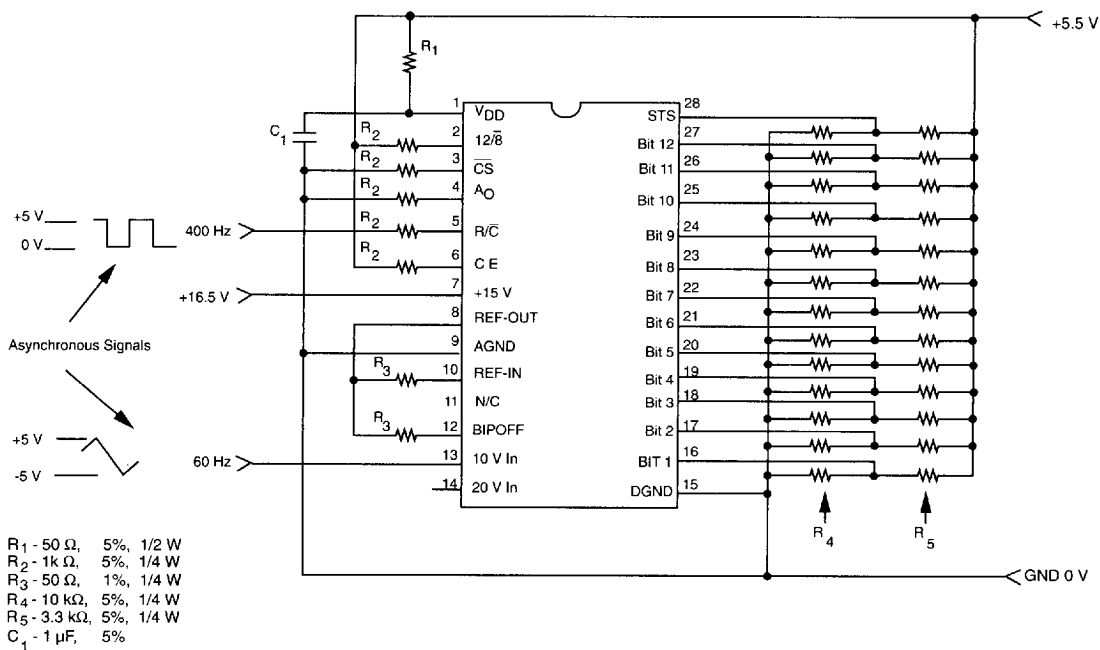 +5.5 V
R1
1 VDD
28 STS
C1
R2 2 12/8̅
27 Bit 12
R2 3 C̅S̅
26 Bit 11
R2 4 AO
25 Bit 10
+5 V
0 V
400 Hz
R2 5 R/C̅
24 Bit 9
R2 6 C E
23 Bit 8
+16.5 V
7 +15 V
22 Bit 7
8 REF-OUT
21 Bit 6
Asynchronous Signals
9 AGND
20 Bit 5
R3 10 REF-IN
19 Bit 4
11 N/C
18 Bit 3
R3 12 BIPOFF
17 Bit 2
+5 V
-5 V
60 Hz
13 10 V In
16 BIT 1
14 20 V In
15 DGND
R4
R5
GND 0 V
R1 - 50 Ω, 5%, 1/2 W
R2 - 1k Ω, 5%, 1/4 W
R3 - 50 Ω, 1%, 1/4 W
R4 - 10 kΩ, 5%, 1/4 W
R5 - 3.3 kΩ, 5%, 1/4 W
C1 - 1 µF, 5%